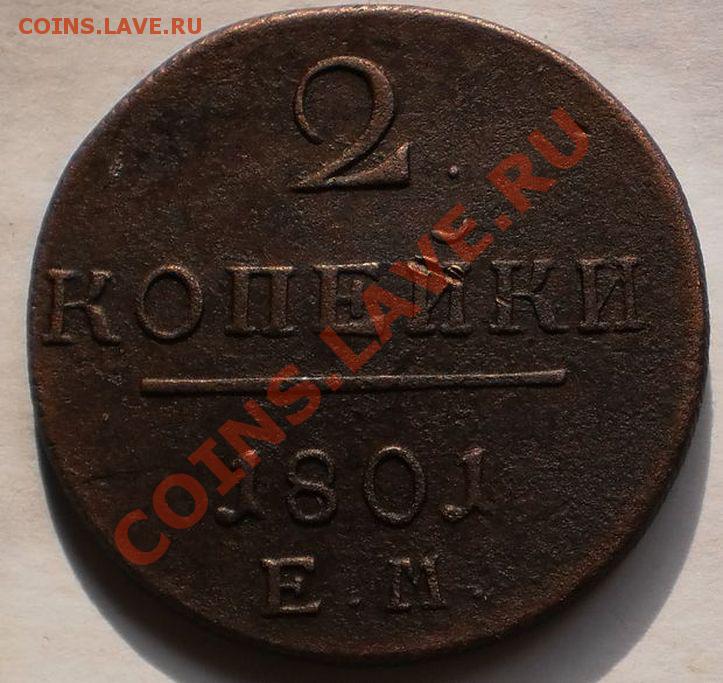 COINS.LAVE.RU
2.
КОПЕЙКИ
1801
Е.М.
COINS.LAVE.RU